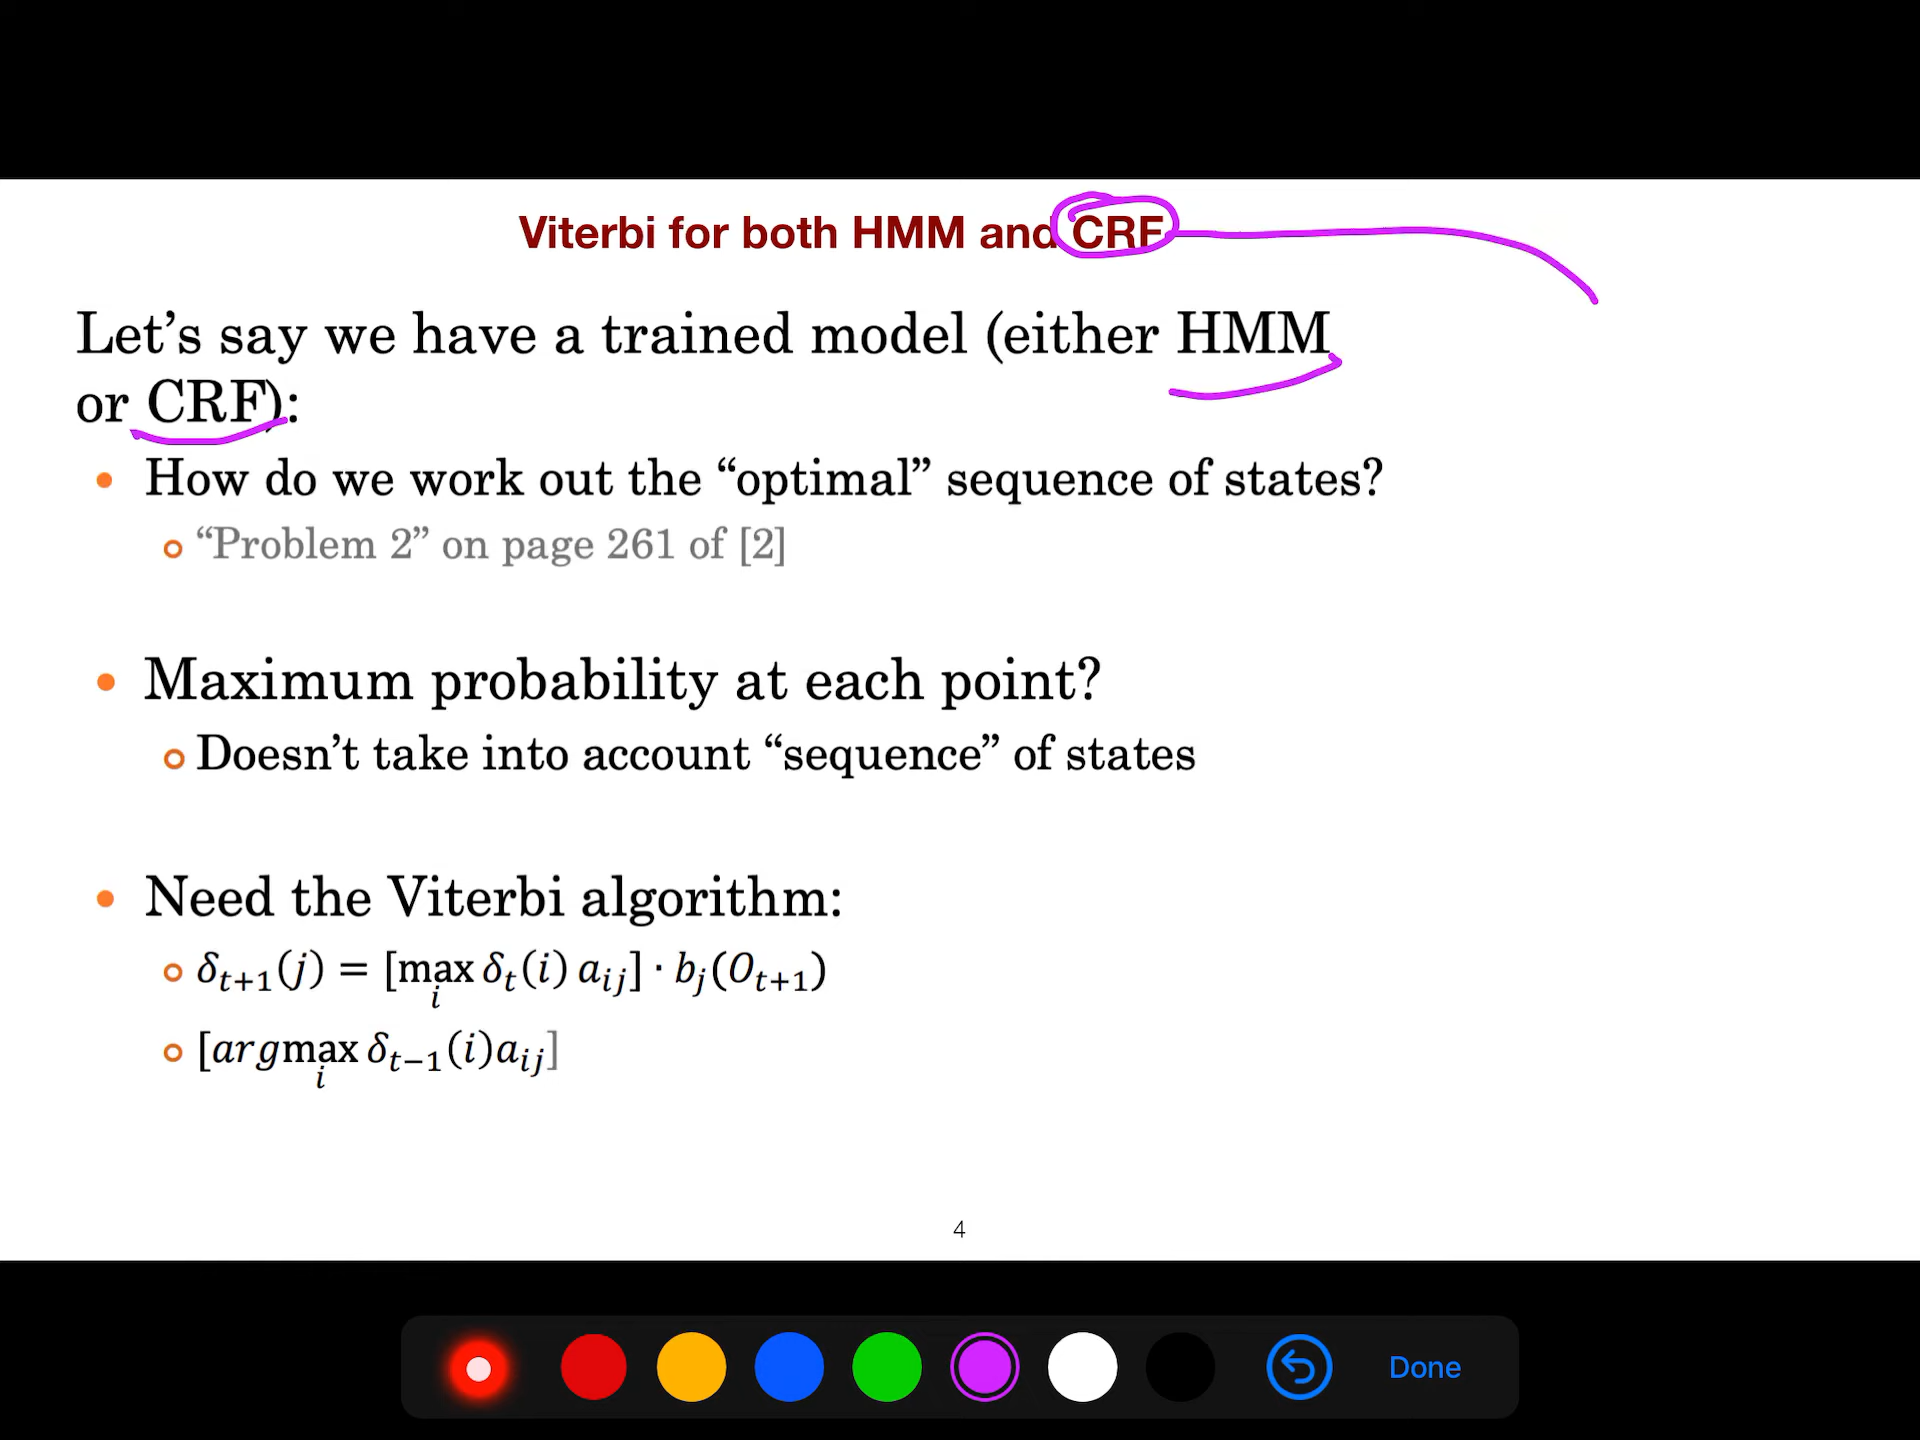 Viterbi for both HMM and CRF
Let’s say we have a trained model (either HMM
or CRF):
• How do we work out the “optimal” sequence of states?
“Problem 2” on page 261 of [2]
• Maximum probability at each point?
Doesn’t take into account “sequence” of states
• Need the Viterbi algorithm:
δₜ₊₁(j) = [max_i δₜ(i) aᵢⱼ] · bⱼ(Oₜ₊₁)
[argmax_i δₜ₋₁(i)aᵢⱼ]
4
Done